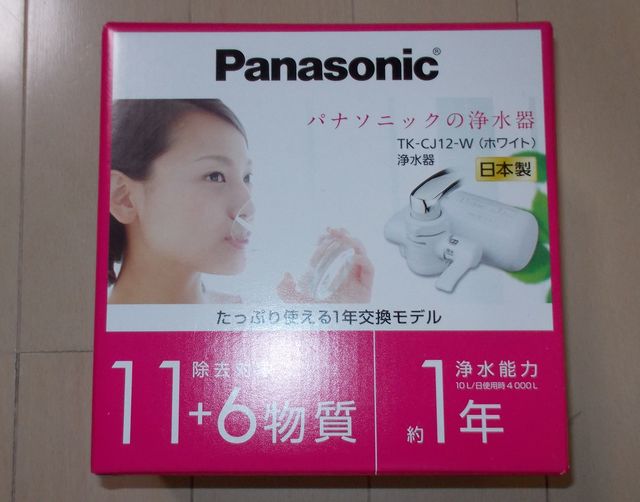 Panasonic®
パナソニックの浄水器
TK-CJ12-W(ホワイト)
浄水器
日本製
たっぷり使える1年交換モデル
除去対象
11+6物質
浄水能力
10L/日使用時4000L
約1年